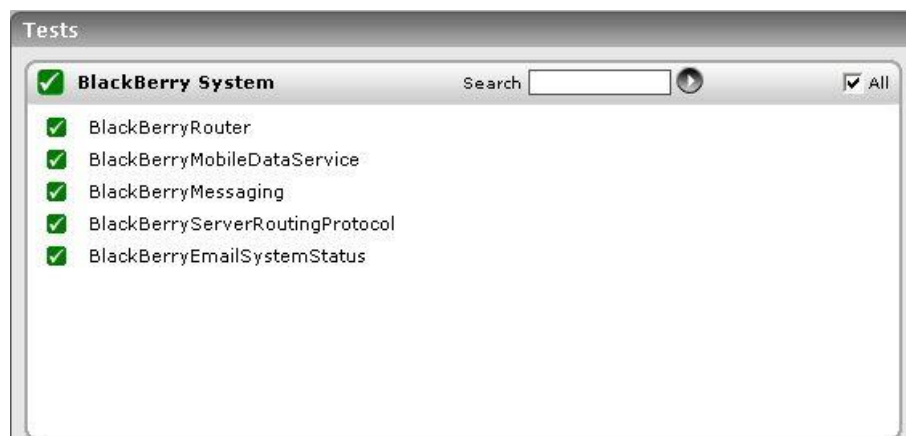 Tests
BlackBerry System Search All
BlackBerryRouter
BlackBerryMobileDataService
BlackBerryMessaging
BlackBerryServerRoutingProtocol
BlackBerryEmailSystemStatus